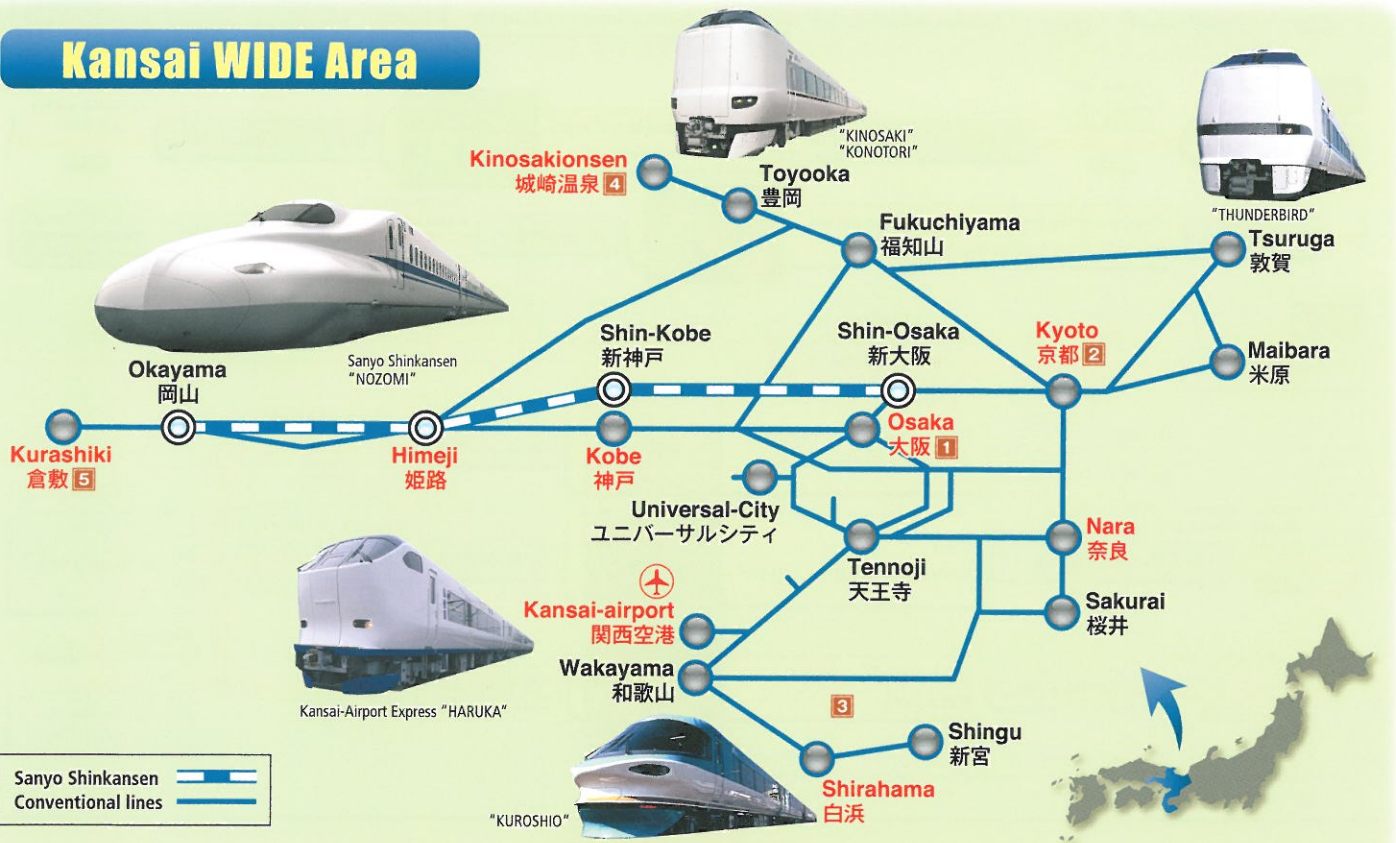 Kansai WIDE Area
"KINOSAKI"
"KONOTORI"
"THUNDERBIRD"
Kinosakionsen
城崎温泉 4
Toyooka
豊岡
Fukuchiyama
福知山
Tsuruga
敦賀
Shin-Kobe
新神戸
Shin-Osaka
新大阪
Kyoto
京都 2
Maibara
米原
Sanyo Shinkansen
"NOZOMI"
Okayama
岡山
Kurashiki
倉敷 5
Himeji
姫路
Kobe
神戸
Osaka
大阪 1
Universal-City
ユニバーサルシティ
Tennoji
天王寺
Nara
奈良
Sakurai
桜井
Kansai-airport
関西空港
Wakayama
和歌山
3
Shingu
新宮
Shirahama
白浜
Kansai-Airport Express "HARUKA"
"KUROSHIO"
Sanyo Shinkansen
Conventional lines